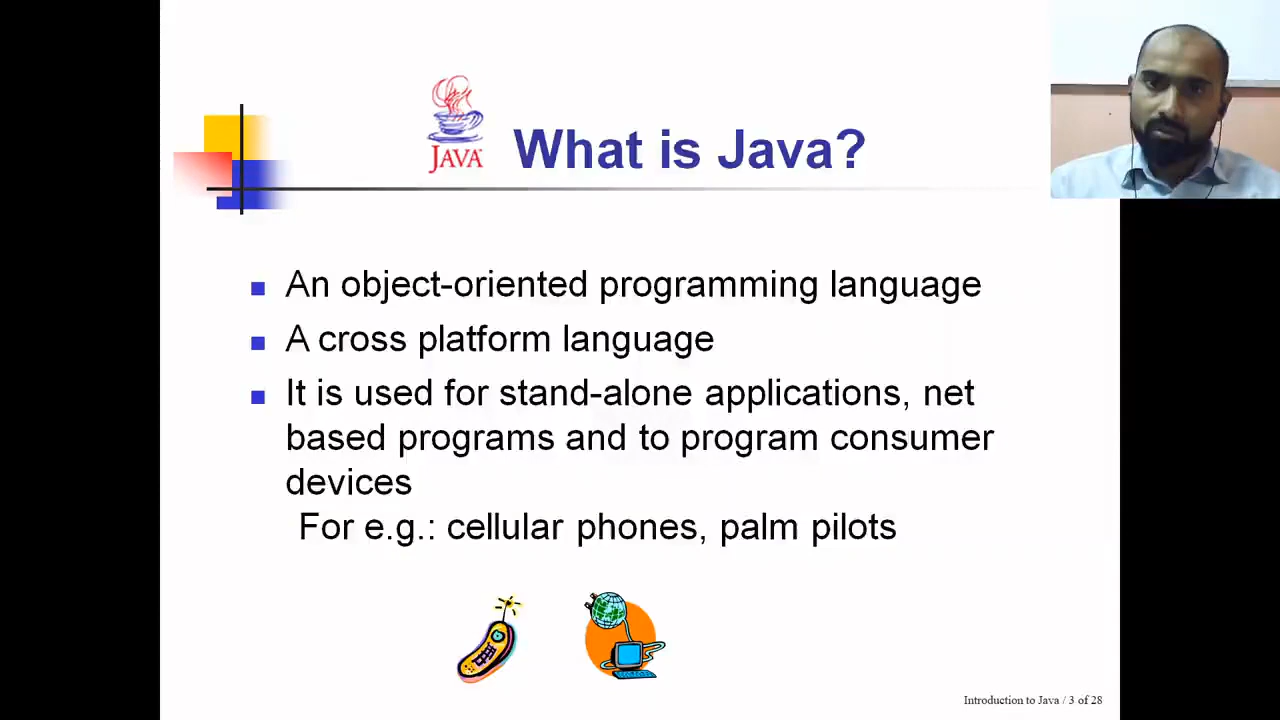 JAVA
What is Java?
An object-oriented programming language
A cross platform language
It is used for stand-alone applications, net
based programs and to program consumer
devices
For e.g.: cellular phones, palm pilots
Introduction to Java / 3 of 28